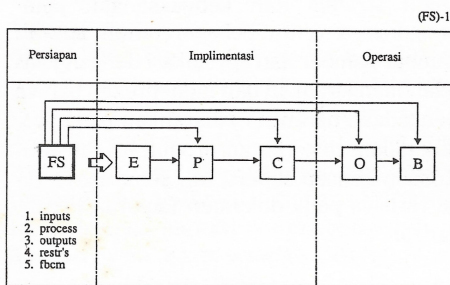 (FS)-1
Persiapan
Implimentasi
Operasi
FS
E
P
C
O
B
1. inputs
2. process
3. outputs
4. restr's
5. fbcm